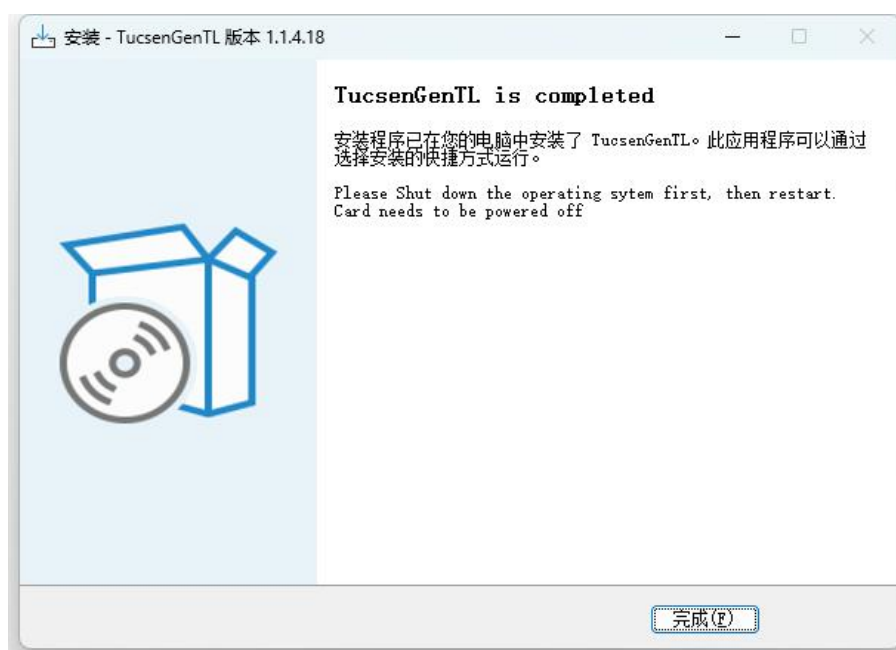 安装 - TucsenGenTL 版本 1.1.4.18
TucsenGenTL is completed
安装程序已在您的电脑中安装了 TucsenGenTL。此应用程序可以通过
选择安装的快捷方式运行。
Please Shut down the operating sytem first, then restart.
Card needs to be powered off
完成(F)